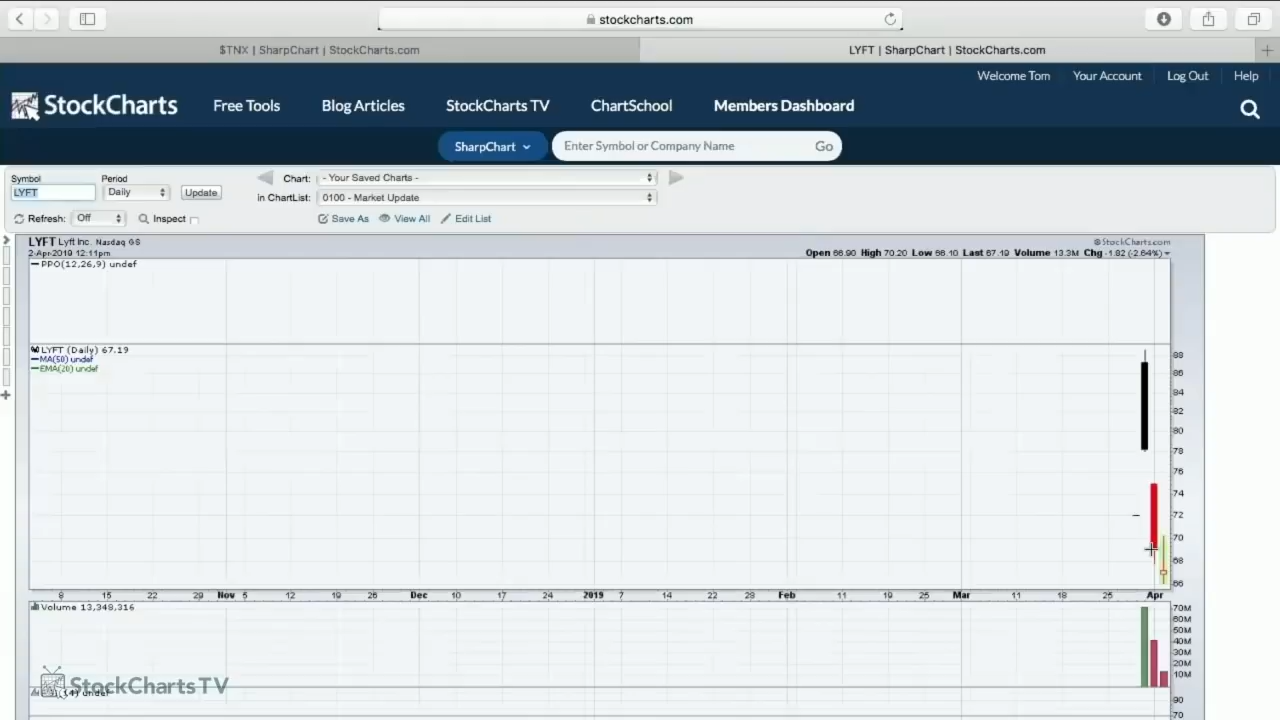 stockcharts.com
$TNX | SharpChart | StockCharts.com
LYFT | SharpChart | StockCharts.com
Welcome Tom Your Account Log Out Help
StockCharts Free Tools Blog Articles StockCharts TV ChartSchool Members Dashboard
SharpChart Enter Symbol or Company Name Go
Symbol Period Chart: - Your Saved Charts -
LYFT Daily Update in ChartList: 0100 - Market Update
Refresh: Off Inspect Save As View All Edit List
LYFT Lyft Inc. Nasdaq GS @StockCharts.com
2-Apr-2019 12:11pm Open 66.90 High 70.20 Low 66.10 Last 67.19 Volume 13.3M Chg -1.82 (-2.64%)
PPO(12,26,9) undef
LYFT (Daily) 67.19
MA(50) undef
EMA(20) undef
88
86
84
82
80
78
76
74
72
70
68
66
8 15 22 29 Nov 5 12 19 26 Dec 10 17 24 2019 7 14 22 28 Feb 11 19 25 Mar 11 18 25 Apr
Volume 13,348,316
70M
60M
50M
40M
30M
20M
10M
StockChartsTV
undef
90
70